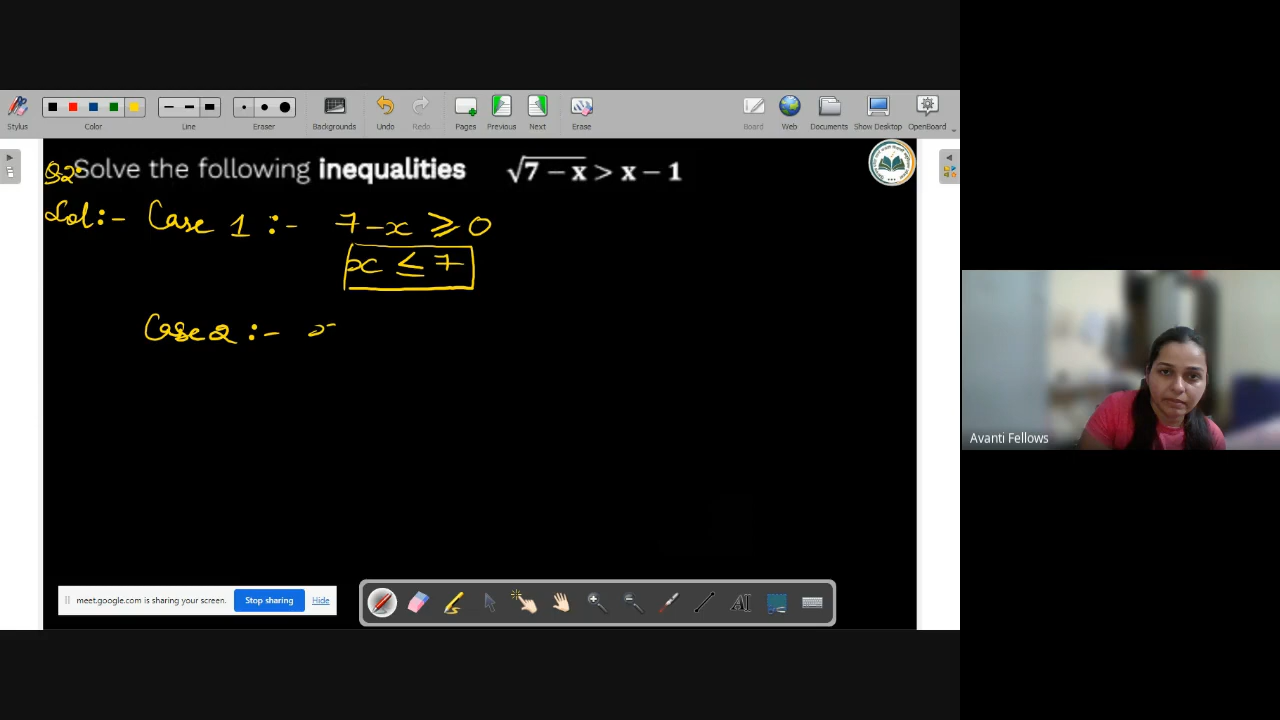 Stylus Color Line Eraser Backgrounds Undo Redo Pages Previous Next Erase Board Web Documents Show Desktop OpenBoard
Q2 Solve the following inequalities √7 − x > x − 1
Sol:- Case 1 :- 7-x ≥ 0
x ≤ 7
Case 2 :-
Avanti Fellows
meet.google.com is sharing your screen. Stop sharing Hide